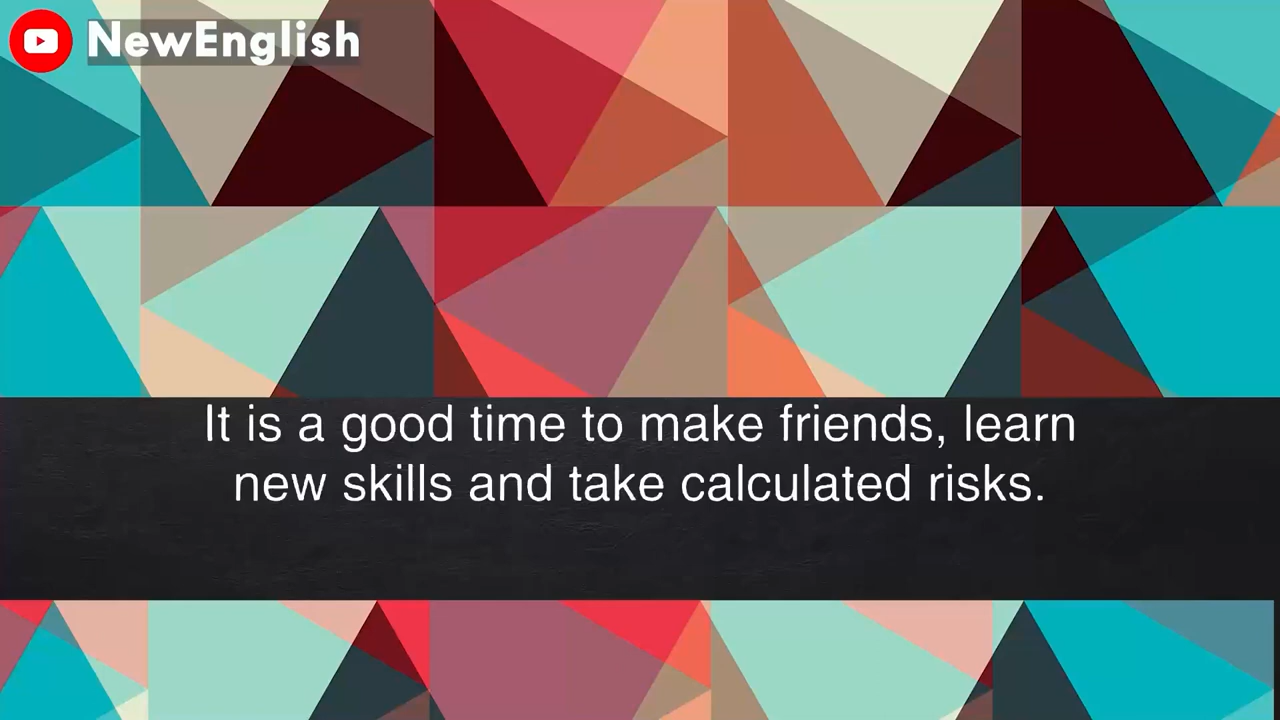 NewEnglish
It is a good time to make friends, learn
new skills and take calculated risks.